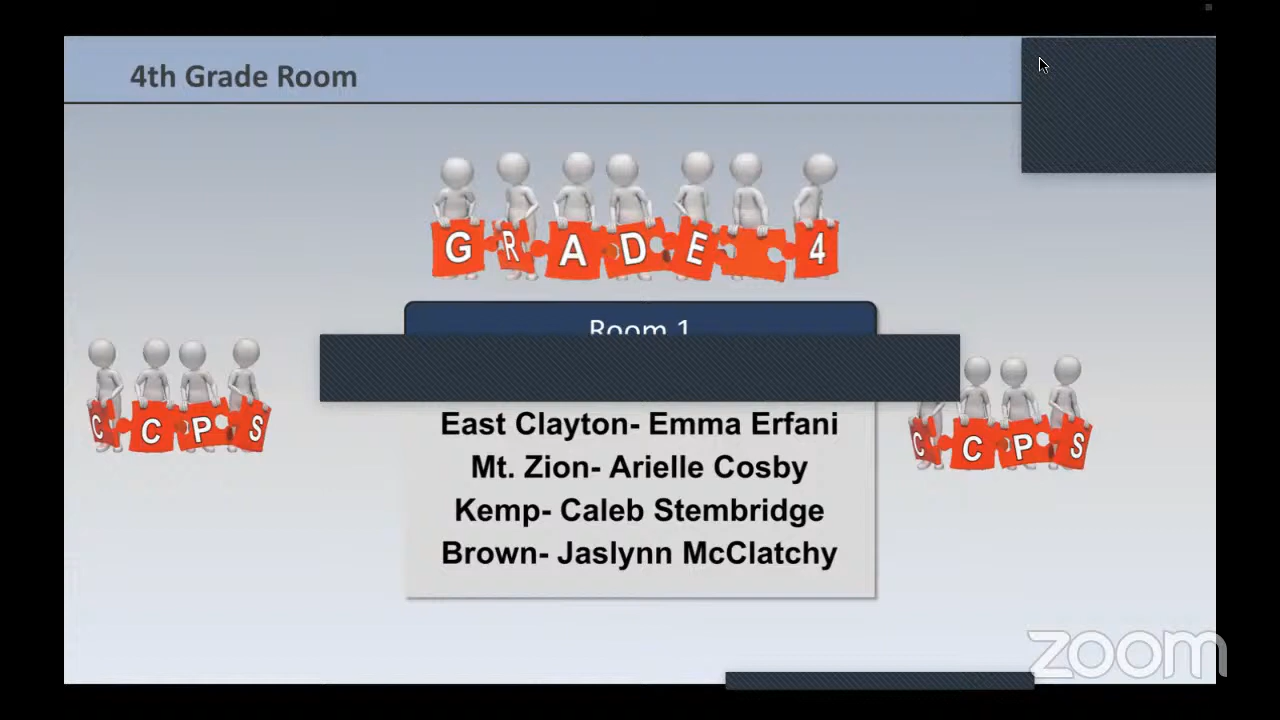 4th Grade Room
GRADE 4
Room 1
CCPS
CCPS
East Clayton- Emma Erfani
Mt. Zion- Arielle Cosby
Kemp- Caleb Stembridge
Brown- Jaslynn McClatchy
zoom